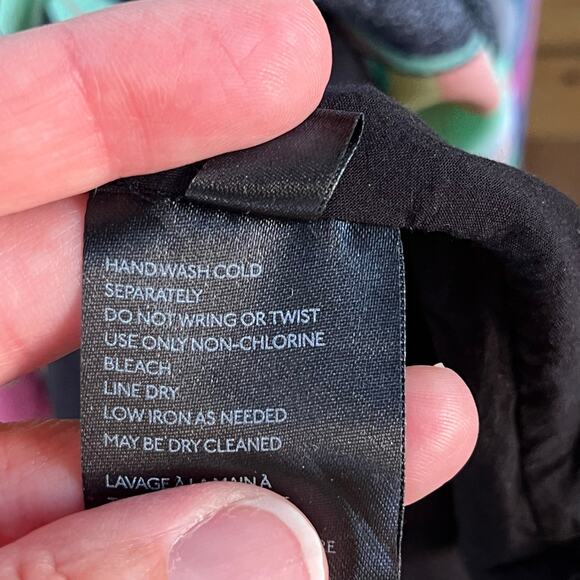 HAND WASH COLD
SEPARATELY
DO NOT WRING OR TWIST
USE ONLY NON-CHLORINE
BLEACH
LINE DRY
LOW IRON AS NEEDED
MAY BE DRY CLEANED
LAVAGE À LA MAIN À